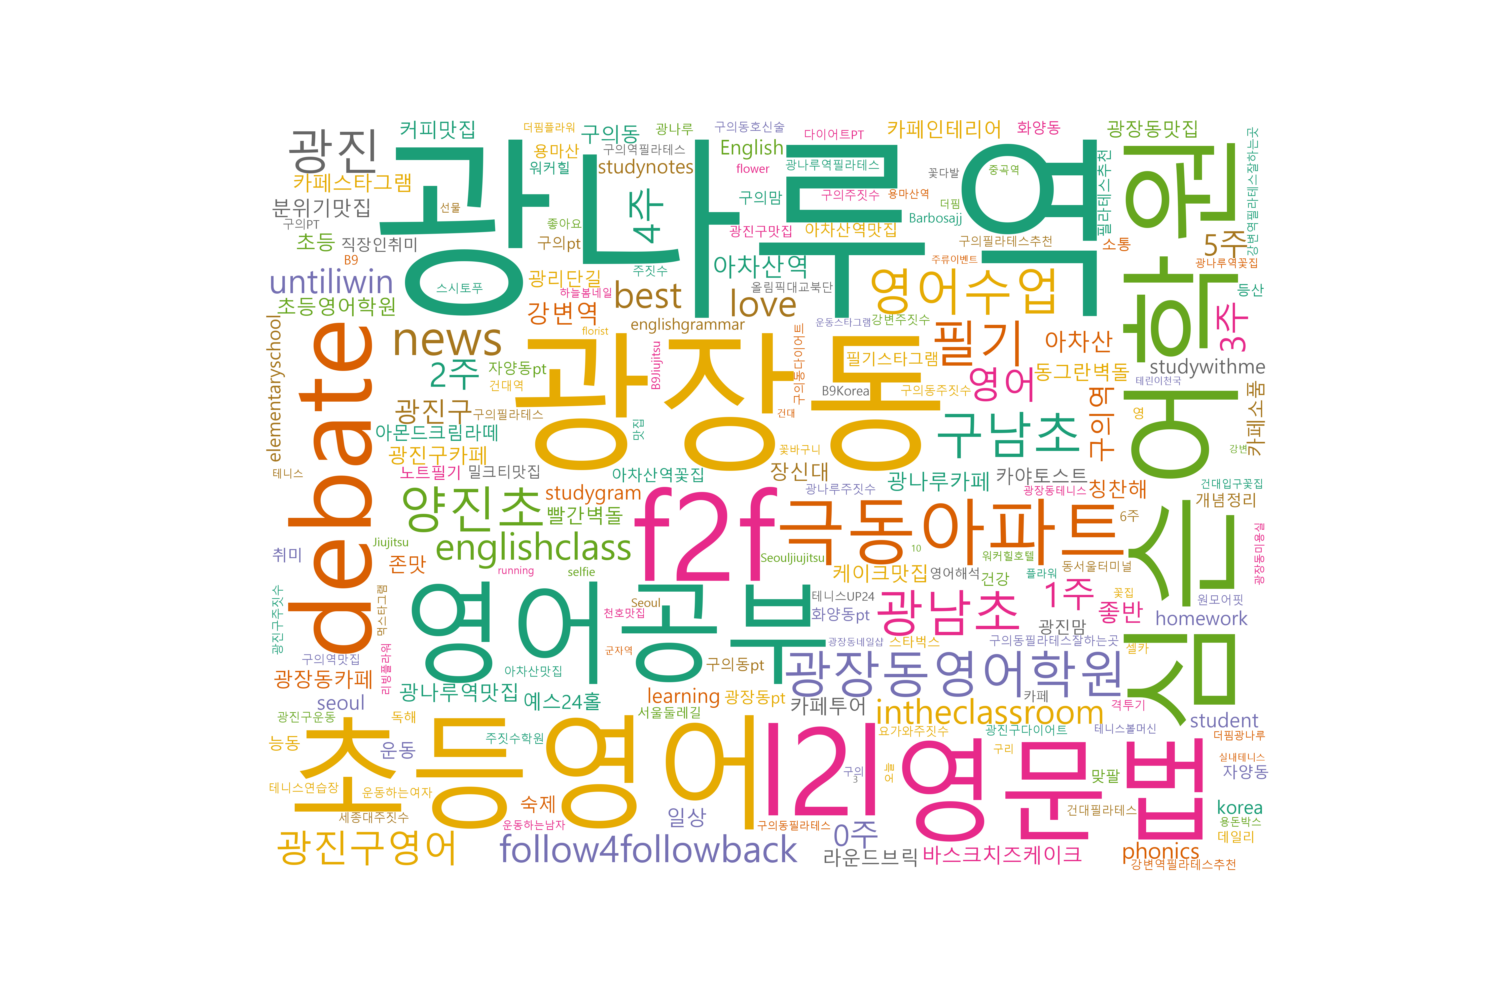 커피맛집
더핌플라워
구의동
광나루
구의동호신술
다이어트PT
카페인테리어
화양동
광장동맛집
광진
용마산
구의역필라테스
English
광나루역
심스어학원
워커힐
studynotes
flower
광나루역필라테스
꽃다발
중곡역
필라테스추천
강변역필라테스잘하는곳
카페스타그램
4주
구의맘
구의주짓수
용마산역
분위기맛집
선물
좋아요
더핌
Barbosajj
구의PT
초등
직장인취미
구의pt
광진구맛집
아차산역맛집
구의필라테스추천
소통
5주
B9
주짓수
아차산역
주류이벤트
광나루역꽃집
untiliwin
스시토푸
광리단길
하늘봄네일
best
love
올림픽대교북단
영어수업
등산
초등영어학원
강변역
englishgrammar
운동스타그램
강변주짓수
3주
elementaryschool
debate
news
florist
광장동
필기
아차산
2주
자양동pt
B9Jiujitsu
구의동다이어트
필기스타그램
영어
동그란벽돌
studywithme
건대역
B9Korea
구의동주짓수
테린이천국
광진구
구의필라테스
건대
구남초
구의역
영
카페소품
아몬드크림라떼
맛집
광진구카페
꽃바구니
강변
테니스
노트필기
밀크티맛집
아차산역꽃집
장신대
광나루카페
카야토스트
칭찬해
건대입구꽃집
양진초
studygram
f2f
광나루주짓수
광장동테니스
개념정리
빨간벽돌
극동아파트
6주
취미
Jiujitsu
englishclass
Seouljiujitsu
10
워커힐호텔
동서울터미널
광장동미용실
존맛
running
selfie
케이크맛집
영어해석
건강
플라워
광진구주짓수
먹스타그램
영어공부
Seoul
테니스UP24
광남초
1주
꽃집
원모어핏
천호맛집
화양동pt
광진맘
좋반
homework
구의역맛집
리빙플라워
군자역
광장동네일샵
스타벅스
구의동필라테스잘하는곳
셀카
광장동카페
아차산맛집
구의동pt
광장동영어학원
seoul
광나루역맛집
예스24홀
learning
광장동pt
카페투어
카페
격투기
광진구운동
독해
서울둘레길
intheclassroom
student
능동
운동
주짓수학원
초등영어
l2l영문법
요가와주짓수
광진구다이어트
테니스볼머신
더핌광나루
구리
실내테니스
구의3
오늘
맞팔
자양동
테니스연습장
운동하는여자
숙제
일상
건대필라테스
korea
세종대주짓수
운동하는남자
구의동필라테스
0주
용돈박스
데일리
광진구영어
follow4followback
라운드브릭
바스크치즈케이크
phonics
강변역필라테스추천